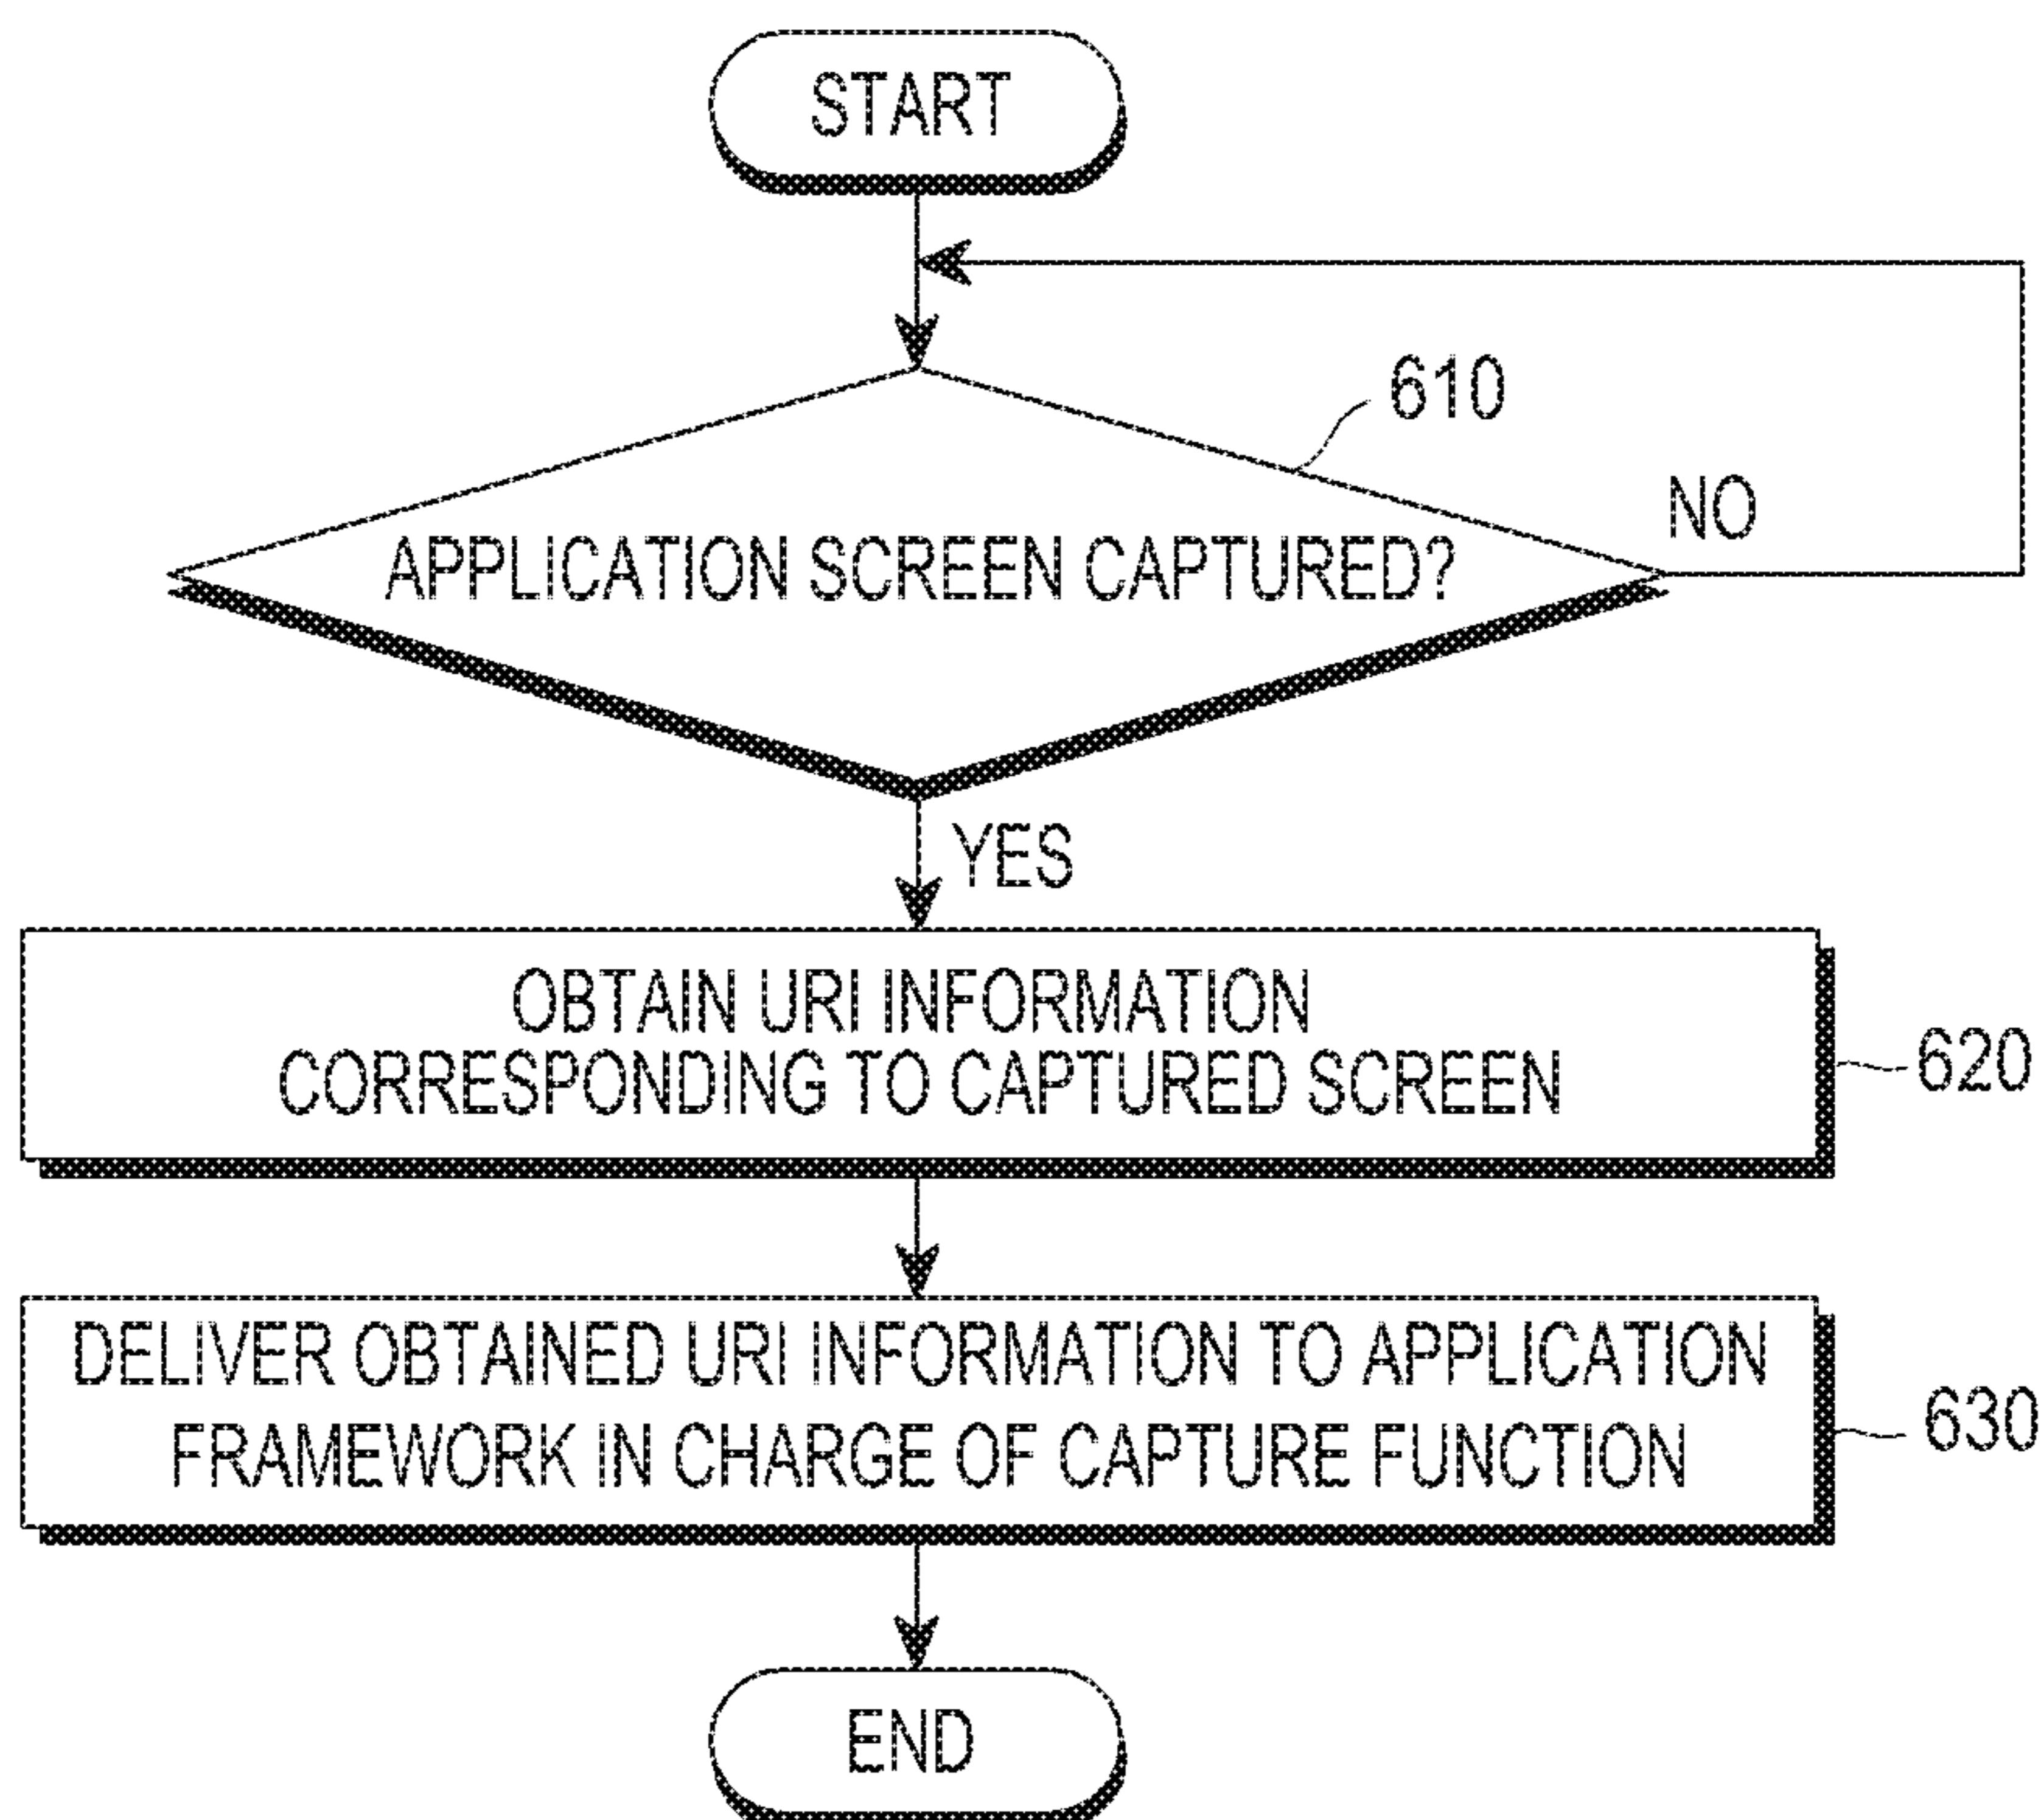 START
610
NO
APPLICATION SCREEN CAPTURED?
YES
OBTAIN URI INFORMATION
CORRESPONDING TO CAPTURED SCREEN
620
DELIVER OBTAINED URI INFORMATION TO APPLICATION
FRAMEWORK IN CHARGE OF CAPTURE FUNCTION
630
END